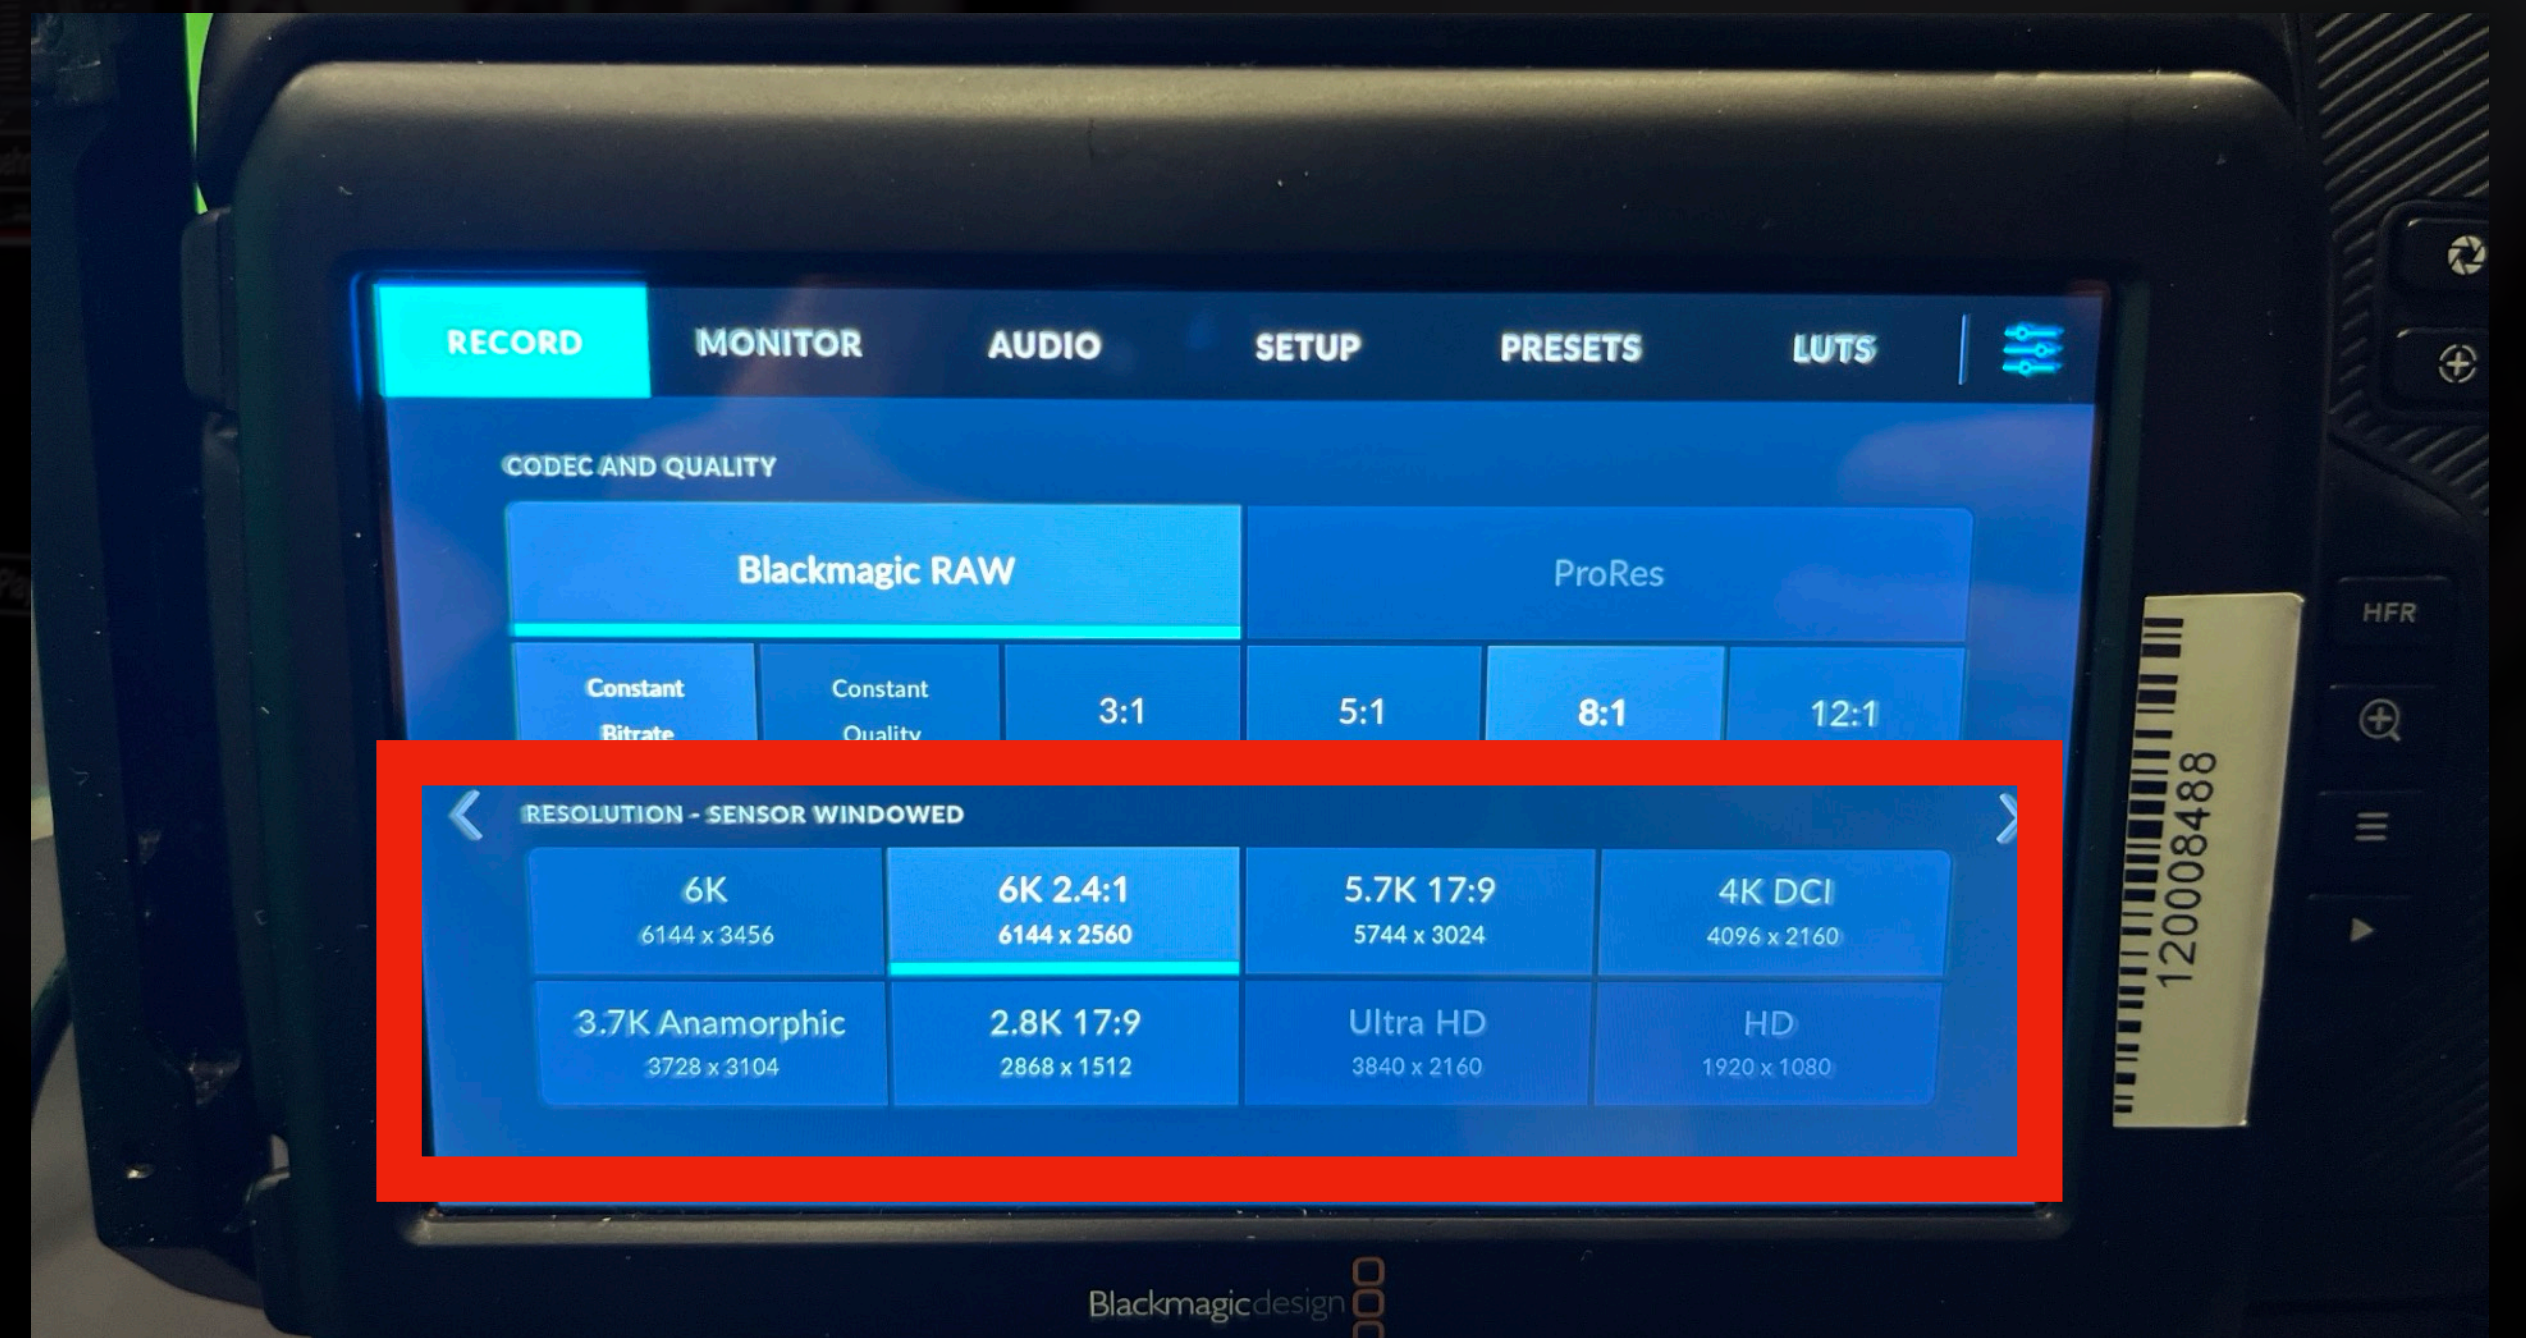 RECORD MONITOR AUDIO SETUP PRESETS LUTS
CODEC AND QUALITY
Blackmagic RAW ProRes
Constant Bitrate
Constant Quality
3:1 5:1 8:1 12:1
RESOLUTION - SENSOR WINDOWED
6K 6K 2.4:1 5.7K 17:9 4K DCI
6144 x 3456 6144 x 2560 5744 x 3024 4096 x 2160
3.7K Anamorphic 2.8K 17:9 Ultra HD HD
3728 x 3104 2868 x 1512 3840 x 2160 1920 x 1080
Blackmagicdesign
HFR
120008488